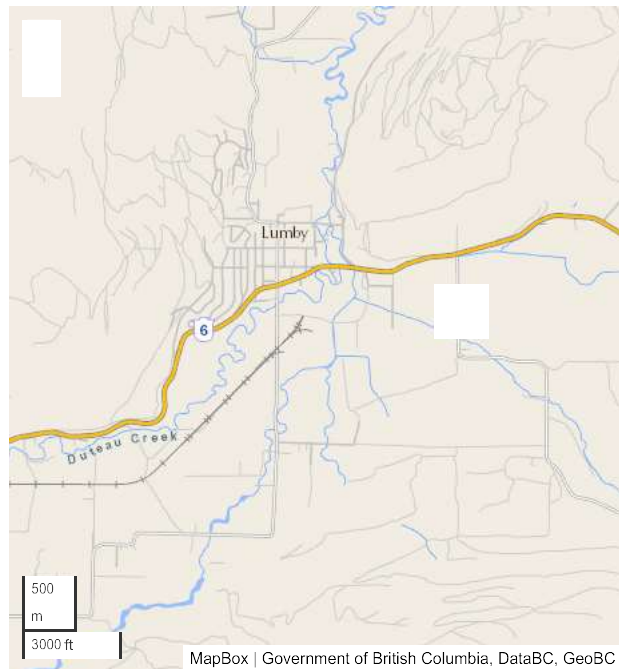 Lumby
6
Duteau Creek
500
m
3000 ft
MapBox | Government of British Columbia, DataBC, GeoBC